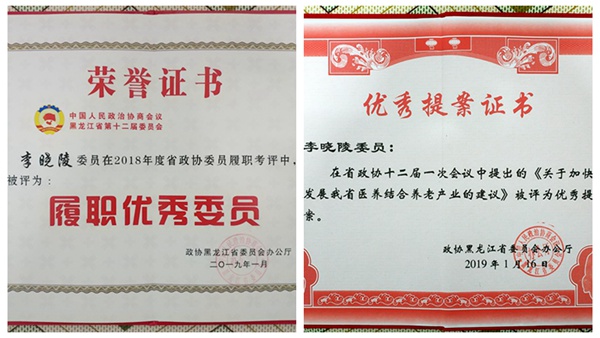 荣誉证书
中国人民政治协商会议
黑龙江省第十二届委员会
李晓陵 委员在2018年度省政协委员履职考评中,
被评为:
履职优秀委员
政协黑龙江省委员会办公厅
二〇一九年一月
优秀提案证书
李晓陵委员:
在省政协十二届一次会议中提出的《关于加快
发展我省医养结合养老产业的建议》被评为优秀提
案。
政协黑龙江省委员会办公厅
2019年1月16日